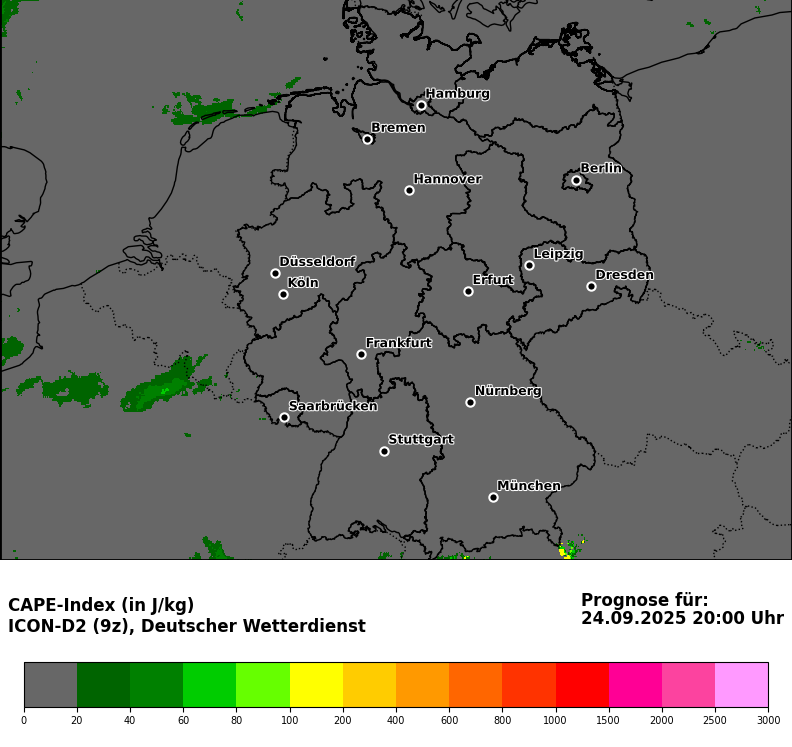 Hamburg
Bremen
Hannover
Berlin
Düsseldorf
Köln
Leipzig
Erfurt
Dresden
Frankfurt
Saarbrücken
Nürnberg
Stuttgart
München
CAPE-Index (in J/kg)
ICON-D2 (9z), Deutscher Wetterdienst
Prognose für:
24.09.2025 20:00 Uhr
0 20 40 60 80 100 200 400 600 800 1000 1500 2000 2500 3000